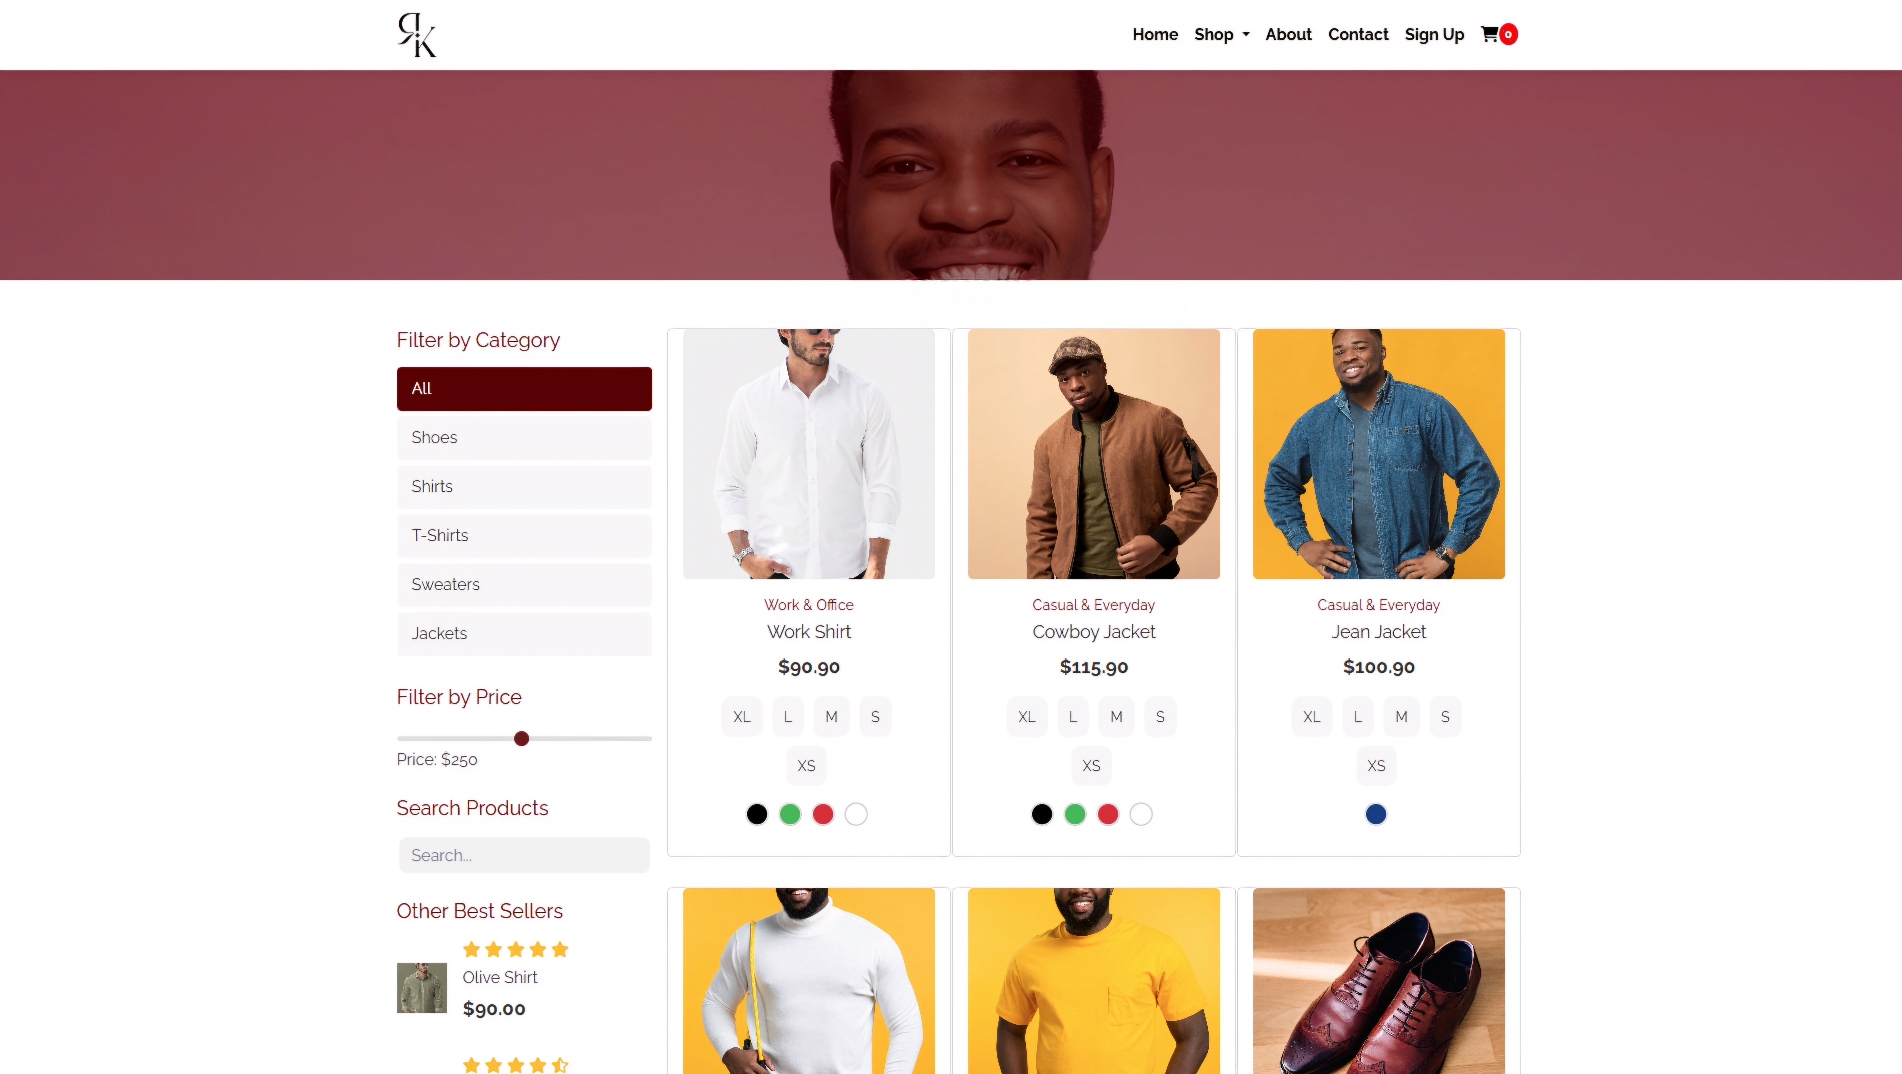 RK
Home Shop About Contact Sign Up 0
Filter by Category
All
Shoes
Shirts
T-Shirts
Sweaters
Jackets
Filter by Price
Price: $250
Search Products
Search...
Other Best Sellers
Olive Shirt
$90.00
Work & Office
Work Shirt
$90.90
XL L M S
XS
Casual & Everyday
Cowboy Jacket
$115.90
XL L M S
XS
Casual & Everyday
Jean Jacket
$100.90
XL L M S
XS